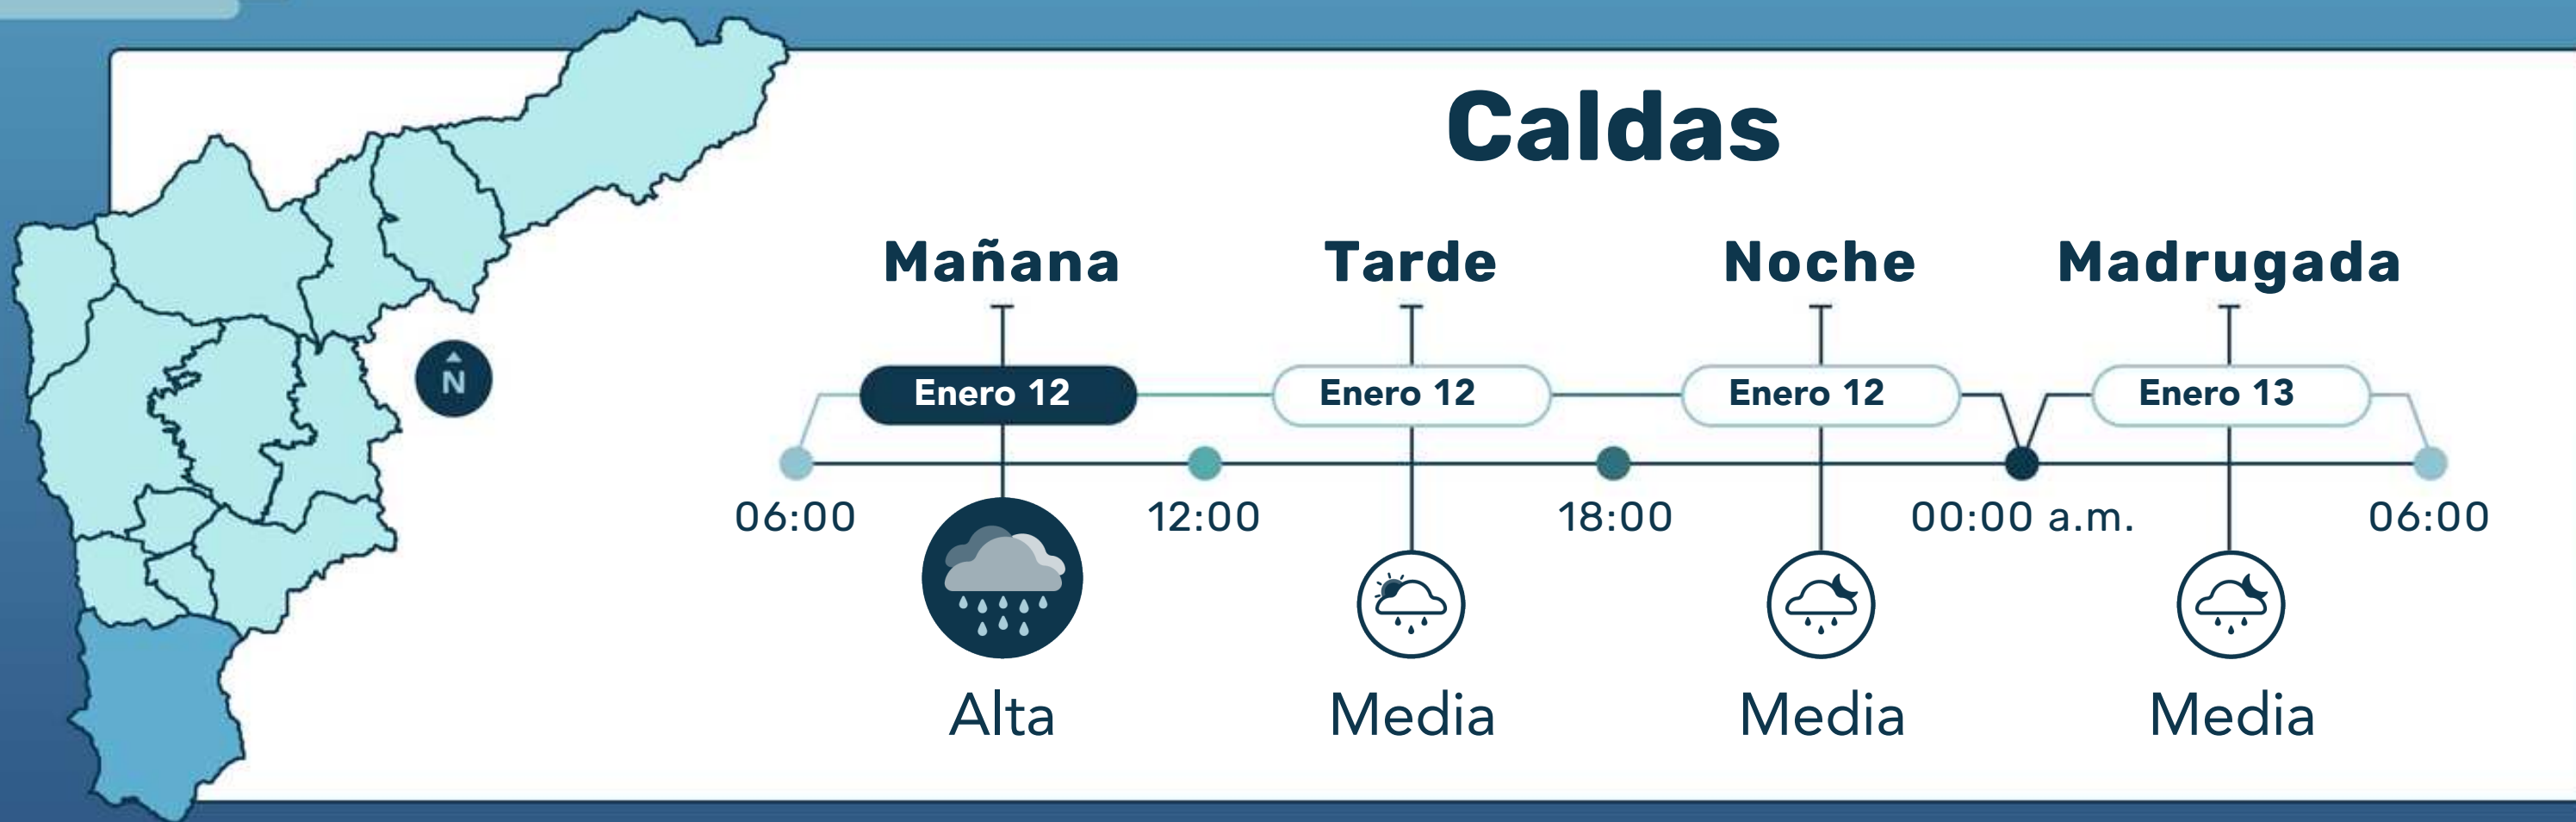 Caldas
Mañana Tarde Noche Madrugada
N
Enero 12 Enero 12 Enero 12 Enero 13
06:00 12:00 18:00 00:00 a.m. 06:00
Alta Media Media Media